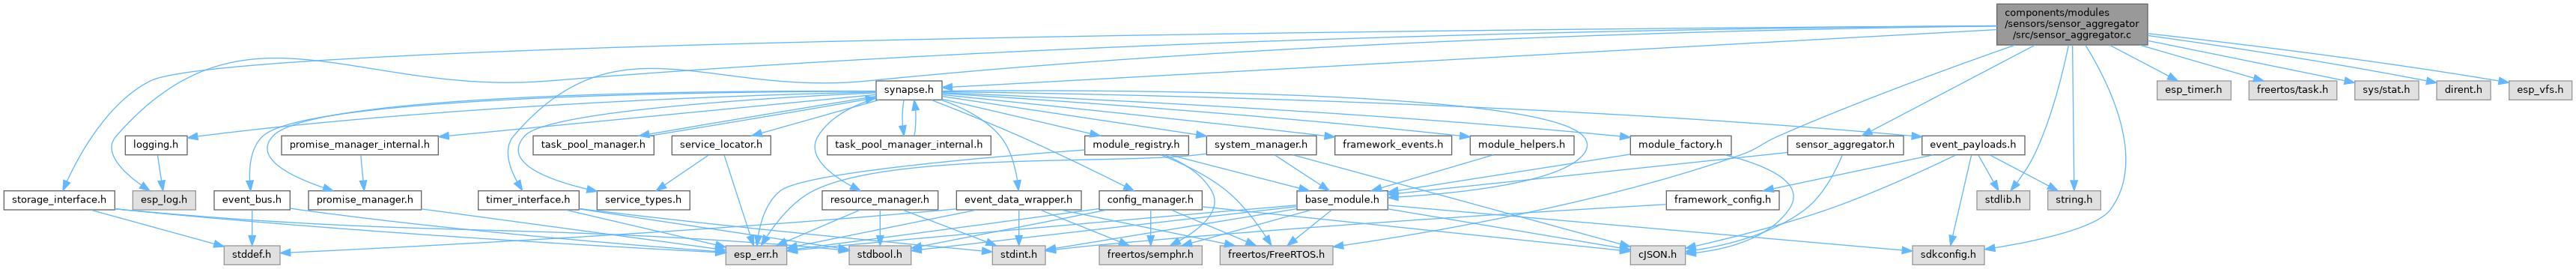 components/modules
/sensors/sensor_aggregator
/src/sensor_aggregator.c
synapse.h
esp_timer.h
freertos/task.h
sys/stat.h
dirent.h
esp_vfs.h
logging.h
promise_manager_internal.h
task_pool_manager.h
service_locator.h
task_pool_manager_internal.h
module_registry.h
system_manager.h
framework_events.h
module_helpers.h
module_factory.h
sensor_aggregator.h
event_payloads.h
storage_interface.h
esp_log.h
event_bus.h
promise_manager.h
timer_interface.h
service_types.h
resource_manager.h
event_data_wrapper.h
config_manager.h
base_module.h
framework_config.h
stdlib.h
string.h
stddef.h
esp_err.h
stdbool.h
stdint.h
freertos/semphr.h
freertos/FreeRTOS.h
cJSON.h
sdkconfig.h